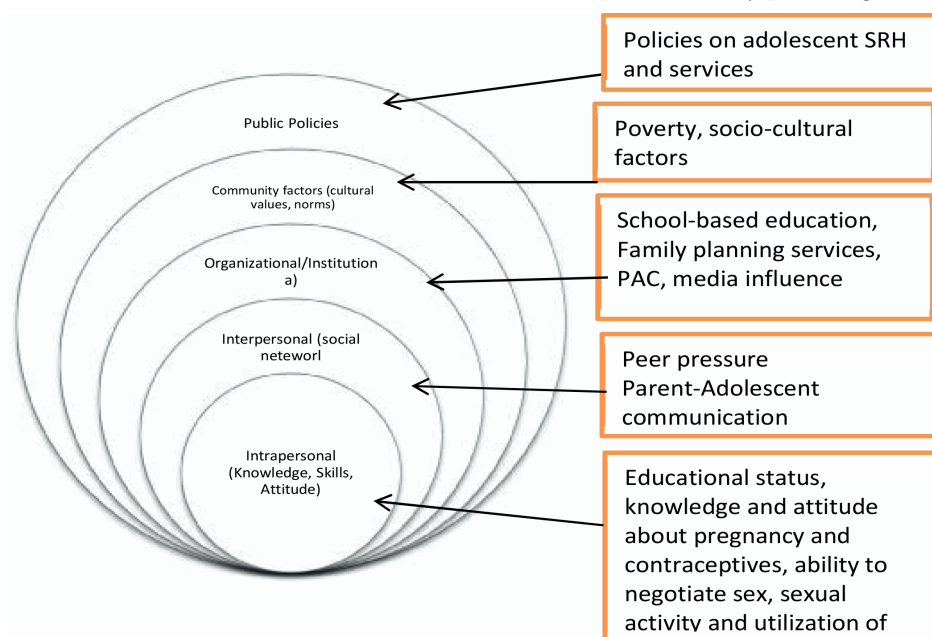 Policies on adolescent SRH
and services
Public Policies
Poverty, socio-cultural
factors
Community factors (cultural
values, norms)
School-based education,
Family planning services,
PAC, media influence
Organizational/Institution
a)
Interpersonal (social
neteworl
Peer pressure
Parent-Adolescent
communication
Intrapersonal
(Knowledge, Skills,
Attitude)
Educational status,
knowledge and attitude
about pregnancy and
contraceptives, ability to
negotiate sex, sexual
activity and utilization of